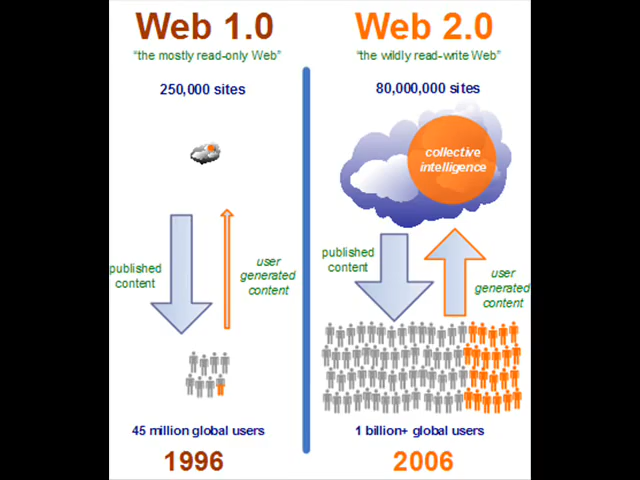 Web 1.0
"the mostly read-only Web"
250,000 sites
published
content
user
generated
content
45 million global users
1996
Web 2.0
"the wildly read-write Web"
80,000,000 sites
collective
intelligence
published
content
user
generated
content
1 billion+ global users
2006